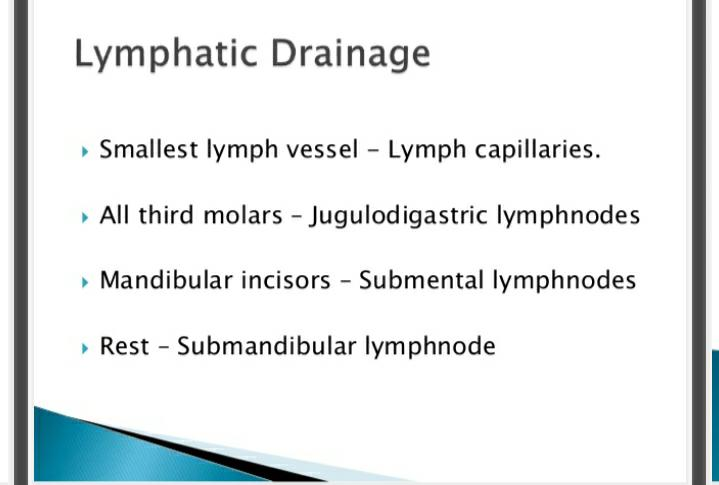 Lymphatic Drainage
Smallest lymph vessel – Lymph capillaries.
All third molars – Jugulodigastric lymphnodes
Mandibular incisors – Submental lymphnodes
Rest – Submandibular lymphnode